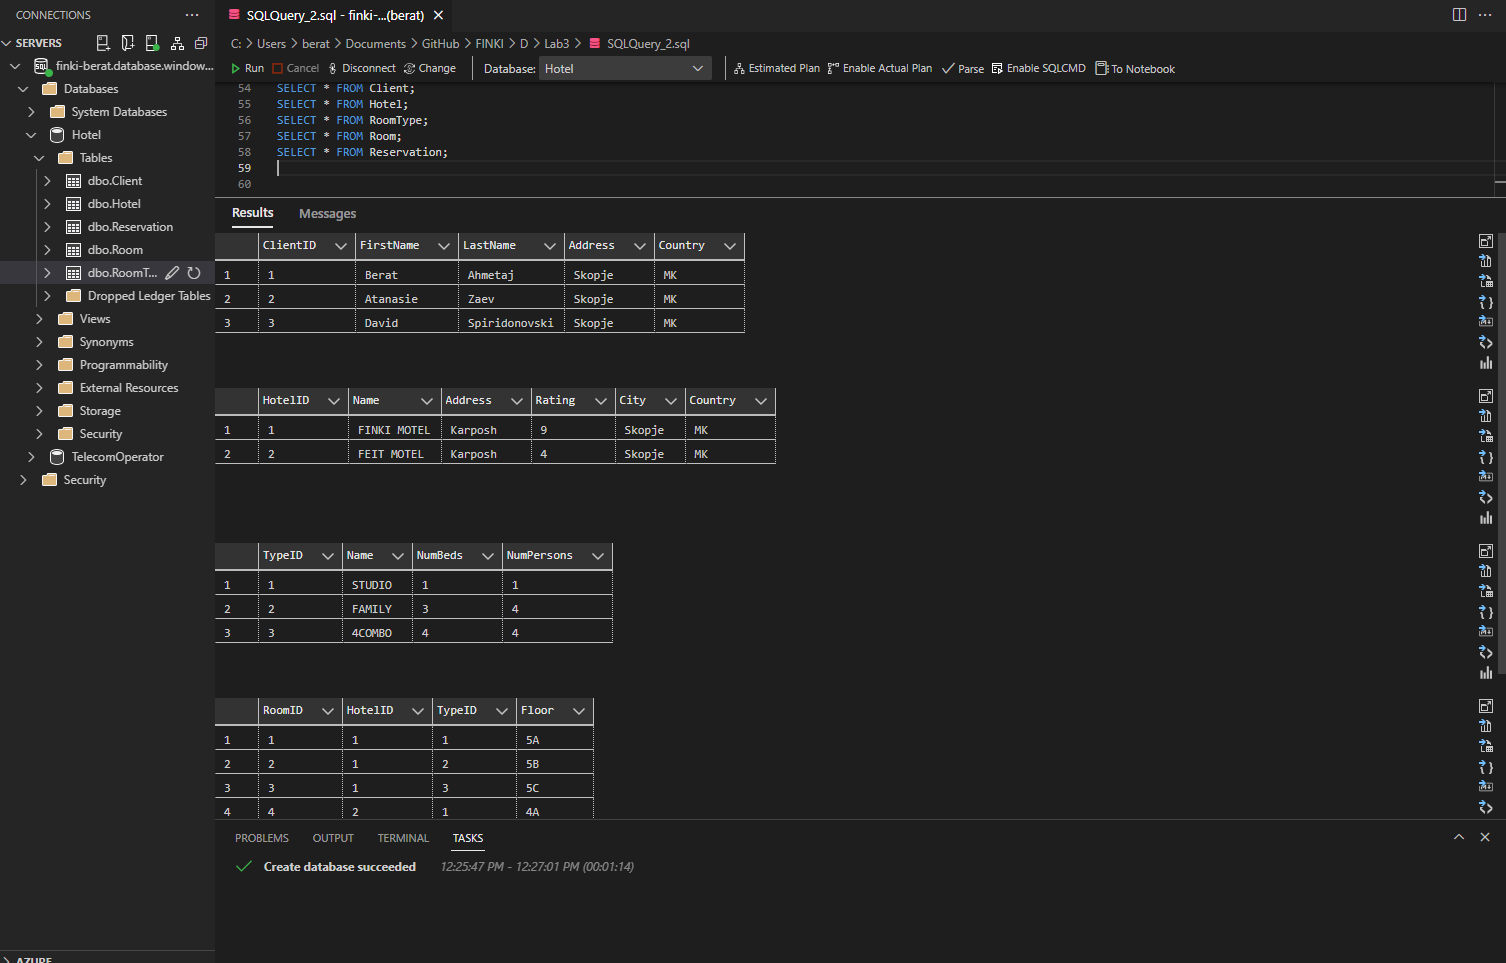 CONNECTIONS
SQLQuery_2.sql - finki-...(berat)
SERVERS
C: > Users > berat > Documents > GitHub > FINKI > D > Lab3 > SQLQuery_2.sql
finki-berat.database.window...
Run Cancel Disconnect Change Database: Hotel Estimated Plan Enable Actual Plan Parse Enable SQLCMD To Notebook
Databases
System Databases
Hotel
Tables
dbo.Client
dbo.Hotel
dbo.Reservation
dbo.Room
dbo.RoomT...
Dropped Ledger Tables
Views
Synonyms
Programmability
External Resources
Storage
Security
TelecomOperator
Security
AZURE
54 SELECT * FROM Client;
55 SELECT * FROM Hotel;
56 SELECT * FROM RoomType;
57 SELECT * FROM Room;
58 SELECT * FROM Reservation;
59
60
Results Messages
ClientID FirstName LastName Address Country
1 1 Berat Ahmetaj Skopje MK
2 2 Atanasie Zaev Skopje MK
3 3 David Spiridonovski Skopje MK
HotelID Name Address Rating City Country
1 1 FINKI MOTEL Karposh 9 Skopje MK
2 2 FEIT MOTEL Karposh 4 Skopje MK
TypeID Name NumBeds NumPersons
1 1 STUDIO 1 1
2 2 FAMILY 3 4
3 3 4COMBO 4 4
RoomID HotelID TypeID Floor
1 1 1 1 5A
2 2 1 2 5B
3 3 1 3 5C
4 4 2 1 4A
PROBLEMS OUTPUT TERMINAL TASKS
Create database succeeded 12:25:47 PM - 12:27:01 PM (00:01:14)